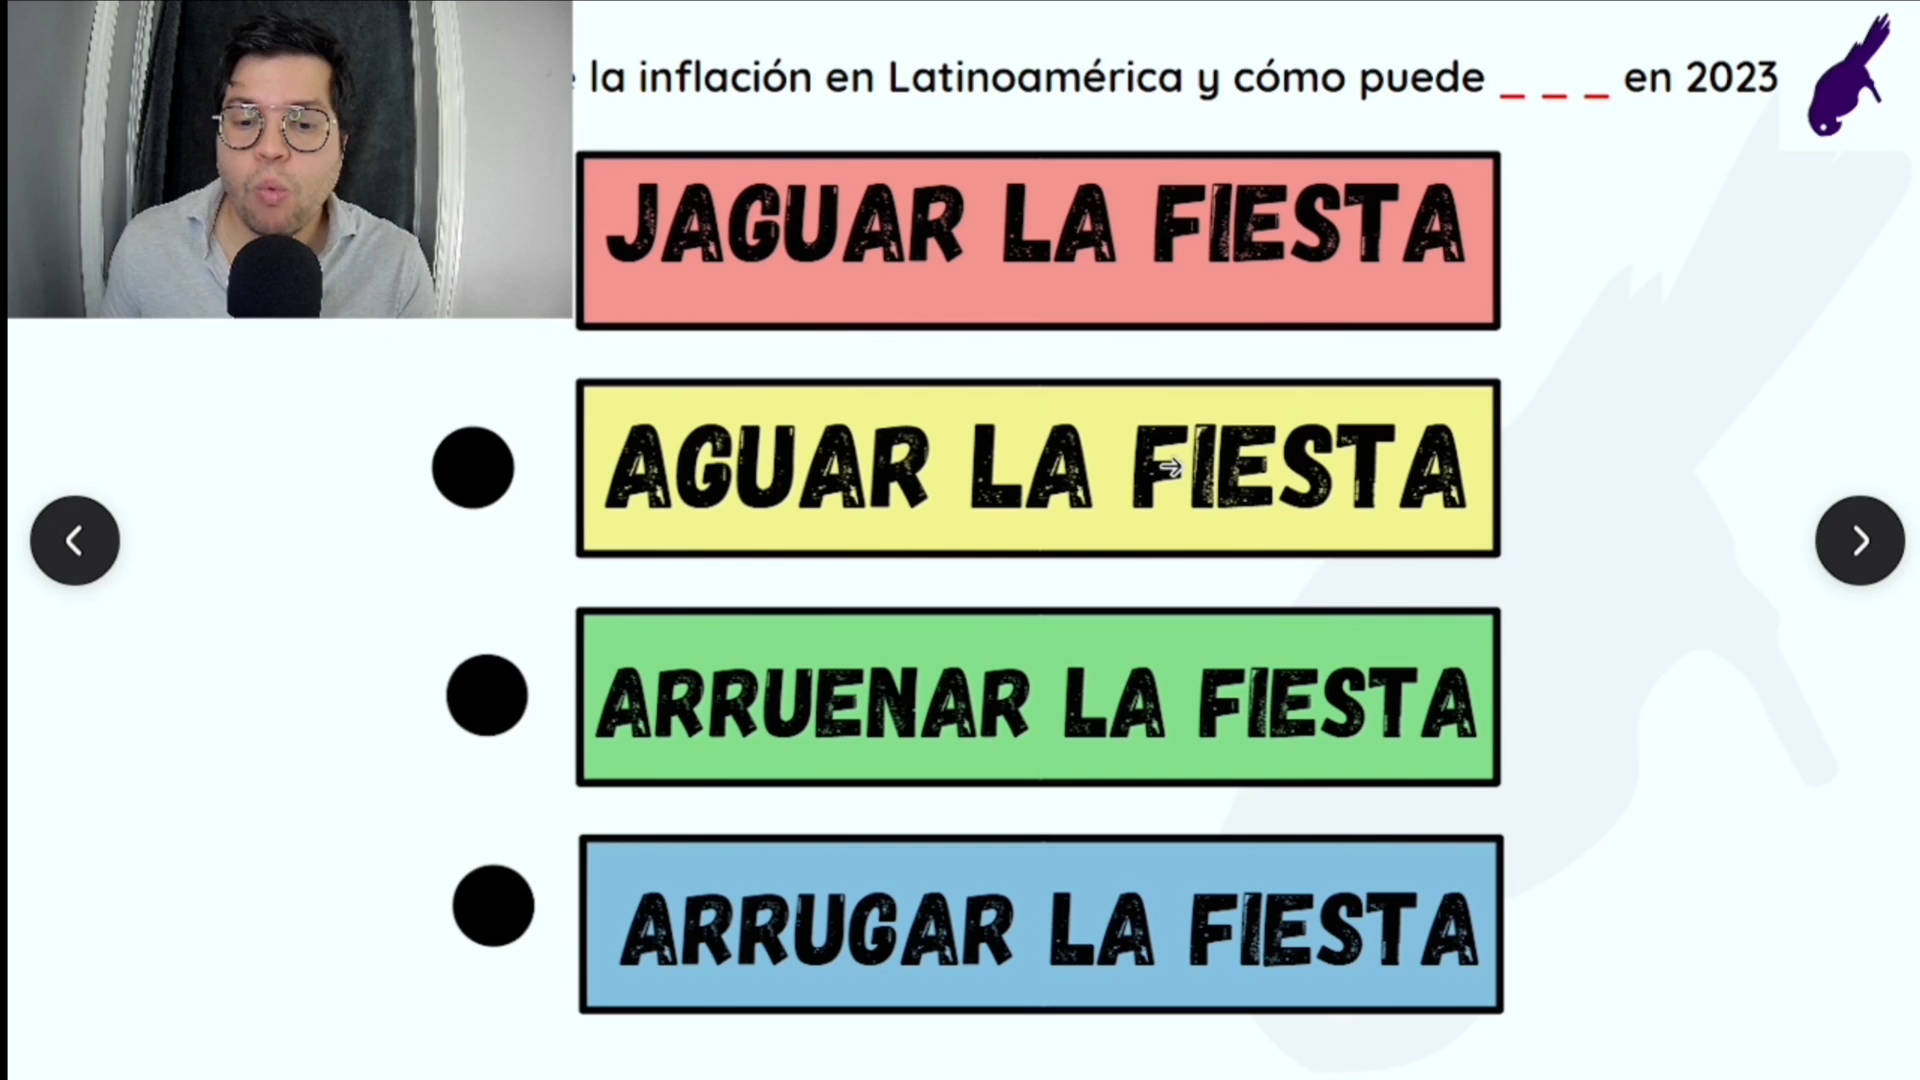 la inflación en Latinoamérica y cómo puede _ _ _ en 2023
JAGUAR LA FIESTA
AGUAR LA FIESTA
ARRUENAR LA FIESTA
ARRUGAR LA FIESTA